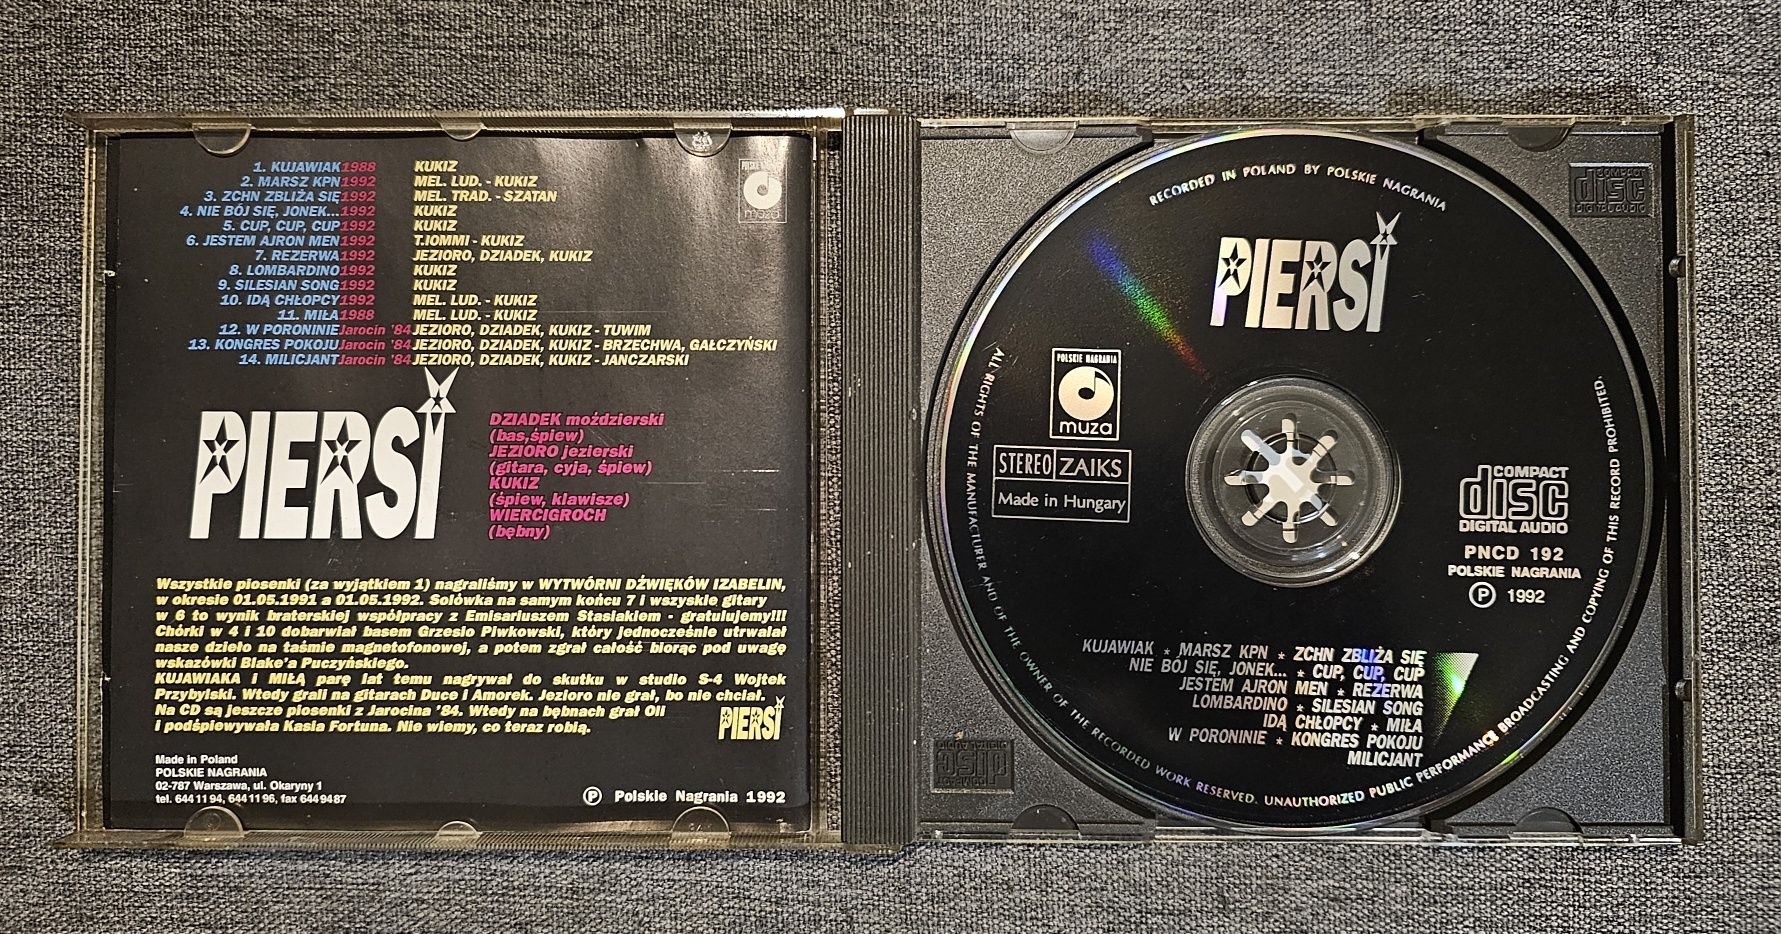 1. KUJAWIAK 1988 KUKIZ
2. MARSZ KPN 1992 MEL. LUD. - KUKIZ
3. ZCHN ZBLIŻA SIĘ 1992 MEL. TRAD. - SZATAN
4. NIE BÓJ SIĘ, JONEK... 1992 KUKIZ
5. CUP, CUP, CUP 1992 KUKIZ
6. JESTEM AJRON MEN 1992 T.IOMMI - KUKIZ
7. REZERWA 1992 JEZIORO, DZIADEK, KUKIZ
8. LOMBARDINO 1992 KUKIZ
9. SILESIAN SONG 1992 KUKIZ
10. IDĄ CHŁOPCY 1992 MEL. LUD. - KUKIZ
11. MIŁA 1988 MEL. LUD. - KUKIZ
12. W PORONINIE Jarocin '84 JEZIORO, DZIADEK, KUKIZ - TUWIM
13. KONGRES POKOJU Jarocin '84 JEZIORO, DZIADEK, KUKIZ - BRZECHWA, GAŁCZYŃSKI
14. MILICJANT Jarocin '84 JEZIORO, DZIADEK, KUKIZ - JANCZARSKI
POLSKIE NAGRANIA
muza
PIERSI
DZIADEK moździerski
(bas,śpiew)
JEZIORO jezierski
(gitara, cyja, śpiew)
KUKIZ
(śpiew, klawisze)
WIERCIGROCH
(bębny)
Wszystkie piosenki (za wyjątkiem 1) nagraliśmy w WYTWÓRNI DŹWIĘKÓW IZABELIN,
w okresie 01.05.1991 a 01.05.1992. Solówka na samym końcu 7 i wszyskie gitary
w 6 to wynik braterskiej współpracy z Emisariuszem Stasiakiem - gratulujemy!!!
Chórki w 4 i 10 dobarwiał basem Grzesio Piwkowski, który jednocześnie utrwalał
nasze dzieło na taśmie magnetofonowej, a potem zgrał całość biorąc pod uwagę
wskazówki Blake'a Puczyńskiego.
KUJAWIAKA i MIŁĄ parę lat temu nagrywał do skutku w studio S-4 Wojtek
Przybylski. Wtedy grali na gitarach Duce i Amorek. Jezioro nie grał, bo nie chciał.
Na CD są jeszcze piosenki z Jarocina '84. Wtedy na bębnach grał Oli
i podśpiewywała Kasia Fortuna. Nie wiemy, co teraz robią.
PIERSI
Made in Poland
POLSKIE NAGRANIA
02-787 Warszawa, ul. Okaryny 1
tel. 644 11 94, 644 11 96, fax 644 94 87
Ⓟ Polskie Nagrania 1992
RECORDED IN POLAND BY POLSKIE NAGRANIA
PIERSI
POLSKIE NAGRANIA
muza
STEREO ZAIKS
Made in Hungary
COMPACT
disc
DIGITAL AUDIO
PNCD 192
POLSKIE NAGRANIA
Ⓟ 1992
KUJAWIAK * MARSZ KPN * ZCHN ZBLIŻA SIĘ
NIE BÓJ SIĘ, JONEK... * CUP, CUP, CUP
JESTEM AJRON MEN * REZERWA
LOMBARDINO * SILESIAN SONG
IDĄ CHŁOPCY * MIŁA
W PORONINIE * KONGRES POKOJU
MILICJANT
ALL RIGHTS OF THE MANUFACTURER AND OF THE OWNER OF THE RECORDED WORK RESERVED. UNAUTHORIZED PUBLIC PERFORMANCE BROADCASTING AND COPYING OF THIS RECORD PROHIBITED.
COMPACT
disc
DIGITAL AUDIO
COMPACT
disc
DIGITAL AUDIO